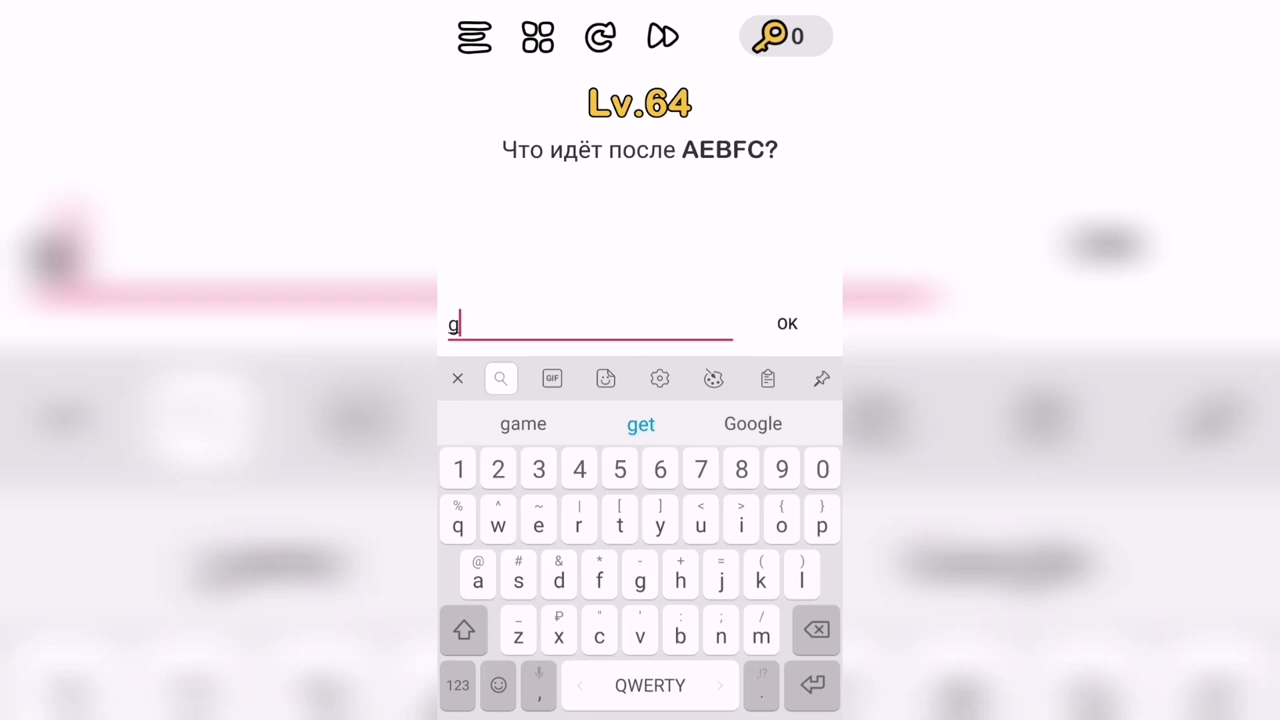 0
Lv.64
Что идёт после AEBFC?
g
OK
GIF
game get Google
1 2 3 4 5 6 7 8 9 0
% ^ ~ | [ ] < > { }
q w e r t y u i o p
@ # & * - + = ( )
a s d f g h j k l
_ ₽ " ' : ; /
z x c v b n m
,!?
123 , QWERTY .